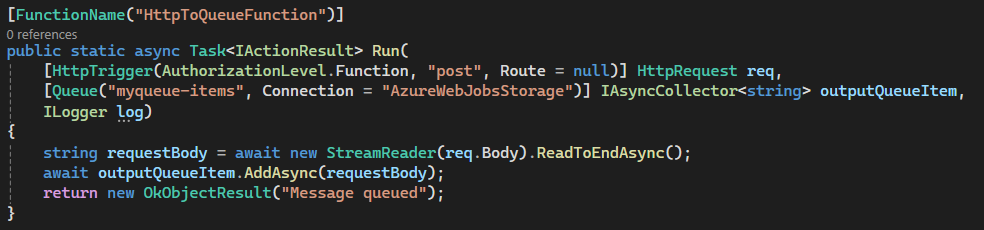 [FunctionName("HttpToQueueFunction")]
0 references
public static async Task<IActionResult> Run(
    [HttpTrigger(AuthorizationLevel.Function, "post", Route = null)] HttpRequest req,
    [Queue("myqueue-items", Connection = "AzureWebJobsStorage")] IAsyncCollector<string> outputQueueItem,
    ILogger log)
{
    string requestBody = await new StreamReader(req.Body).ReadToEndAsync();
    await outputQueueItem.AddAsync(requestBody);
    return new OkObjectResult("Message queued");
}